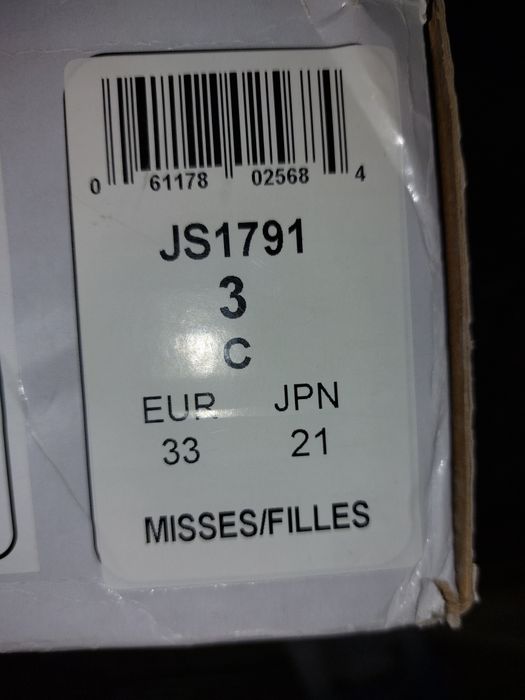 0 61178 02568 4
JS1791
3
C
EUR JPN
33 21
MISSES/FILLES